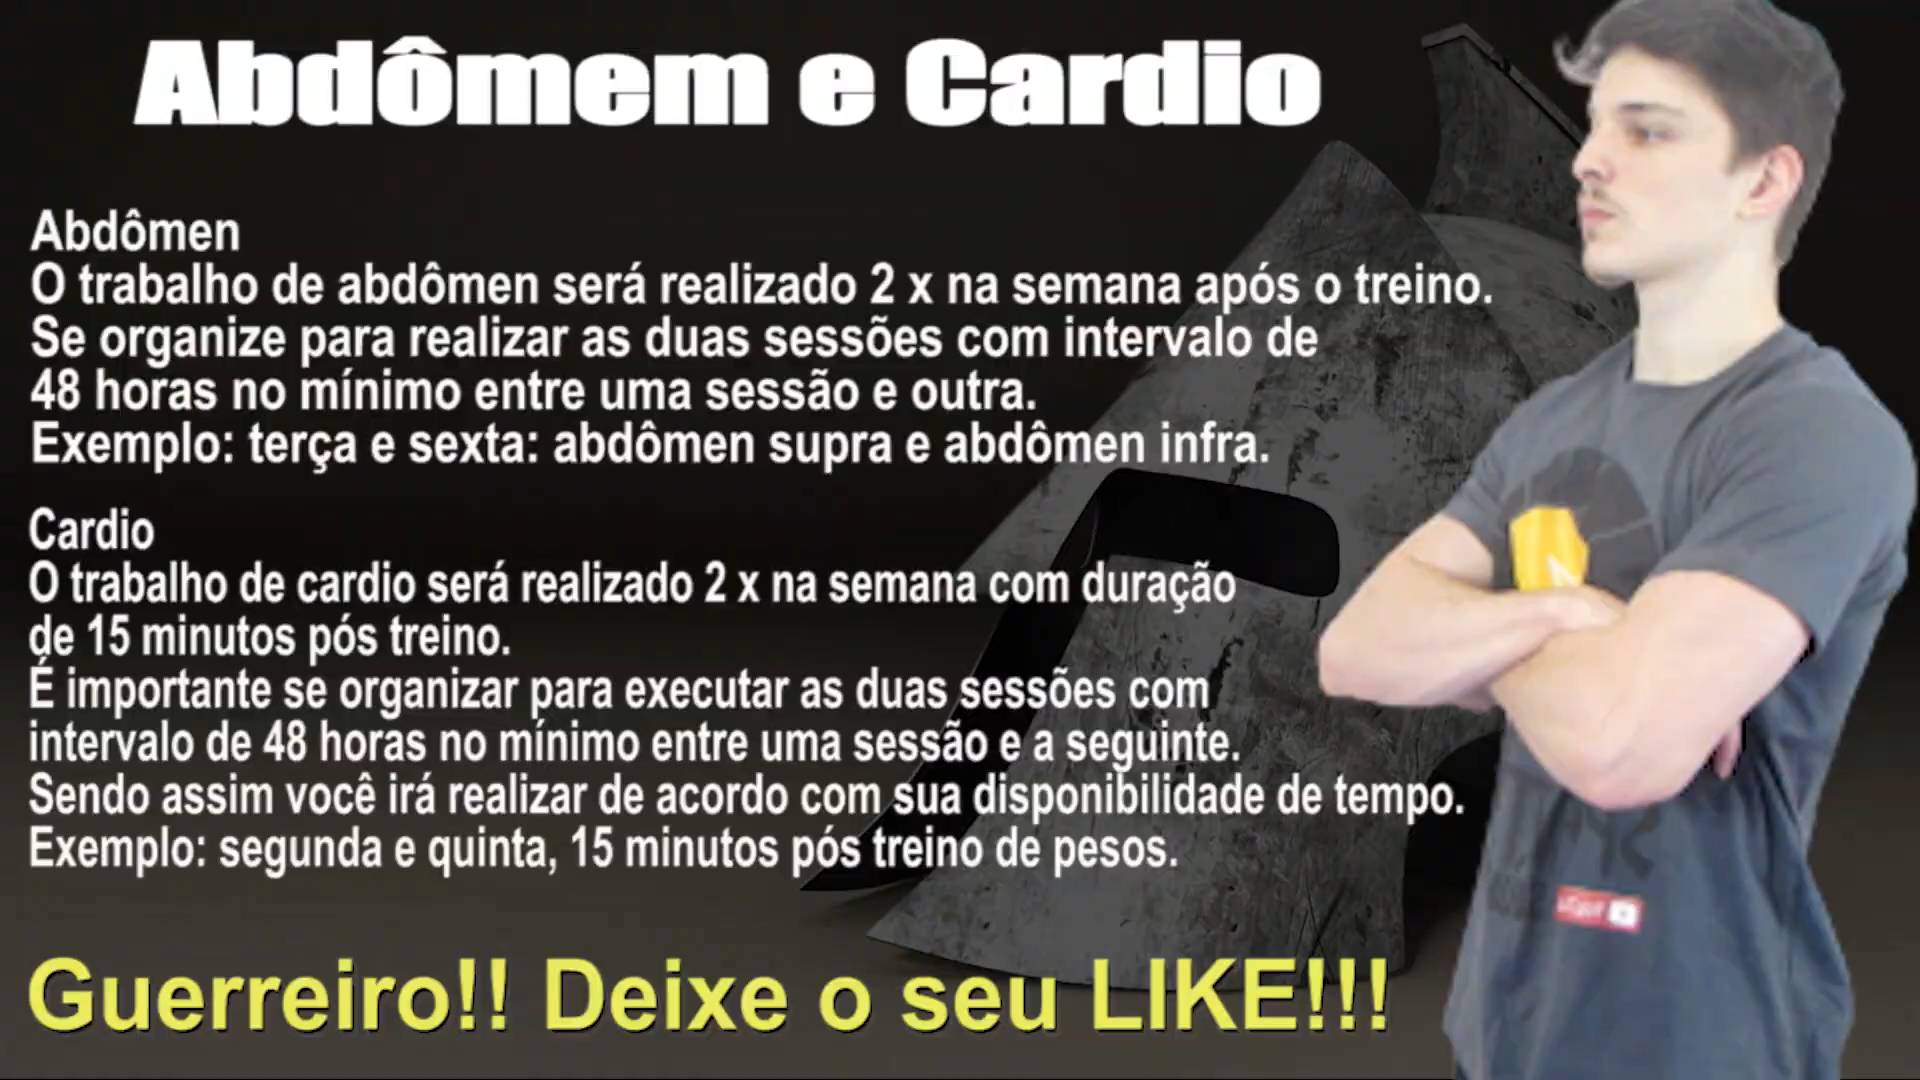 Abdômem e Cardio
Abdômen
O trabalho de abdômen será realizado 2 x na semana após o treino.
Se organize para realizar as duas sessões com intervalo de
48 horas no mínimo entre uma sessão e outra.
Exemplo: terça e sexta: abdômen supra e abdômen infra.
Cardio
O trabalho de cardio será realizado 2 x na semana com duração
de 15 minutos pós treino.
É importante se organizar para executar as duas sessões com
intervalo de 48 horas no mínimo entre uma sessão e a seguinte.
Sendo assim você irá realizar de acordo com sua disponibilidade de tempo.
Exemplo: segunda e quinta, 15 minutos pós treino de pesos.
Guerreiro!! Deixe o seu LIKE!!!